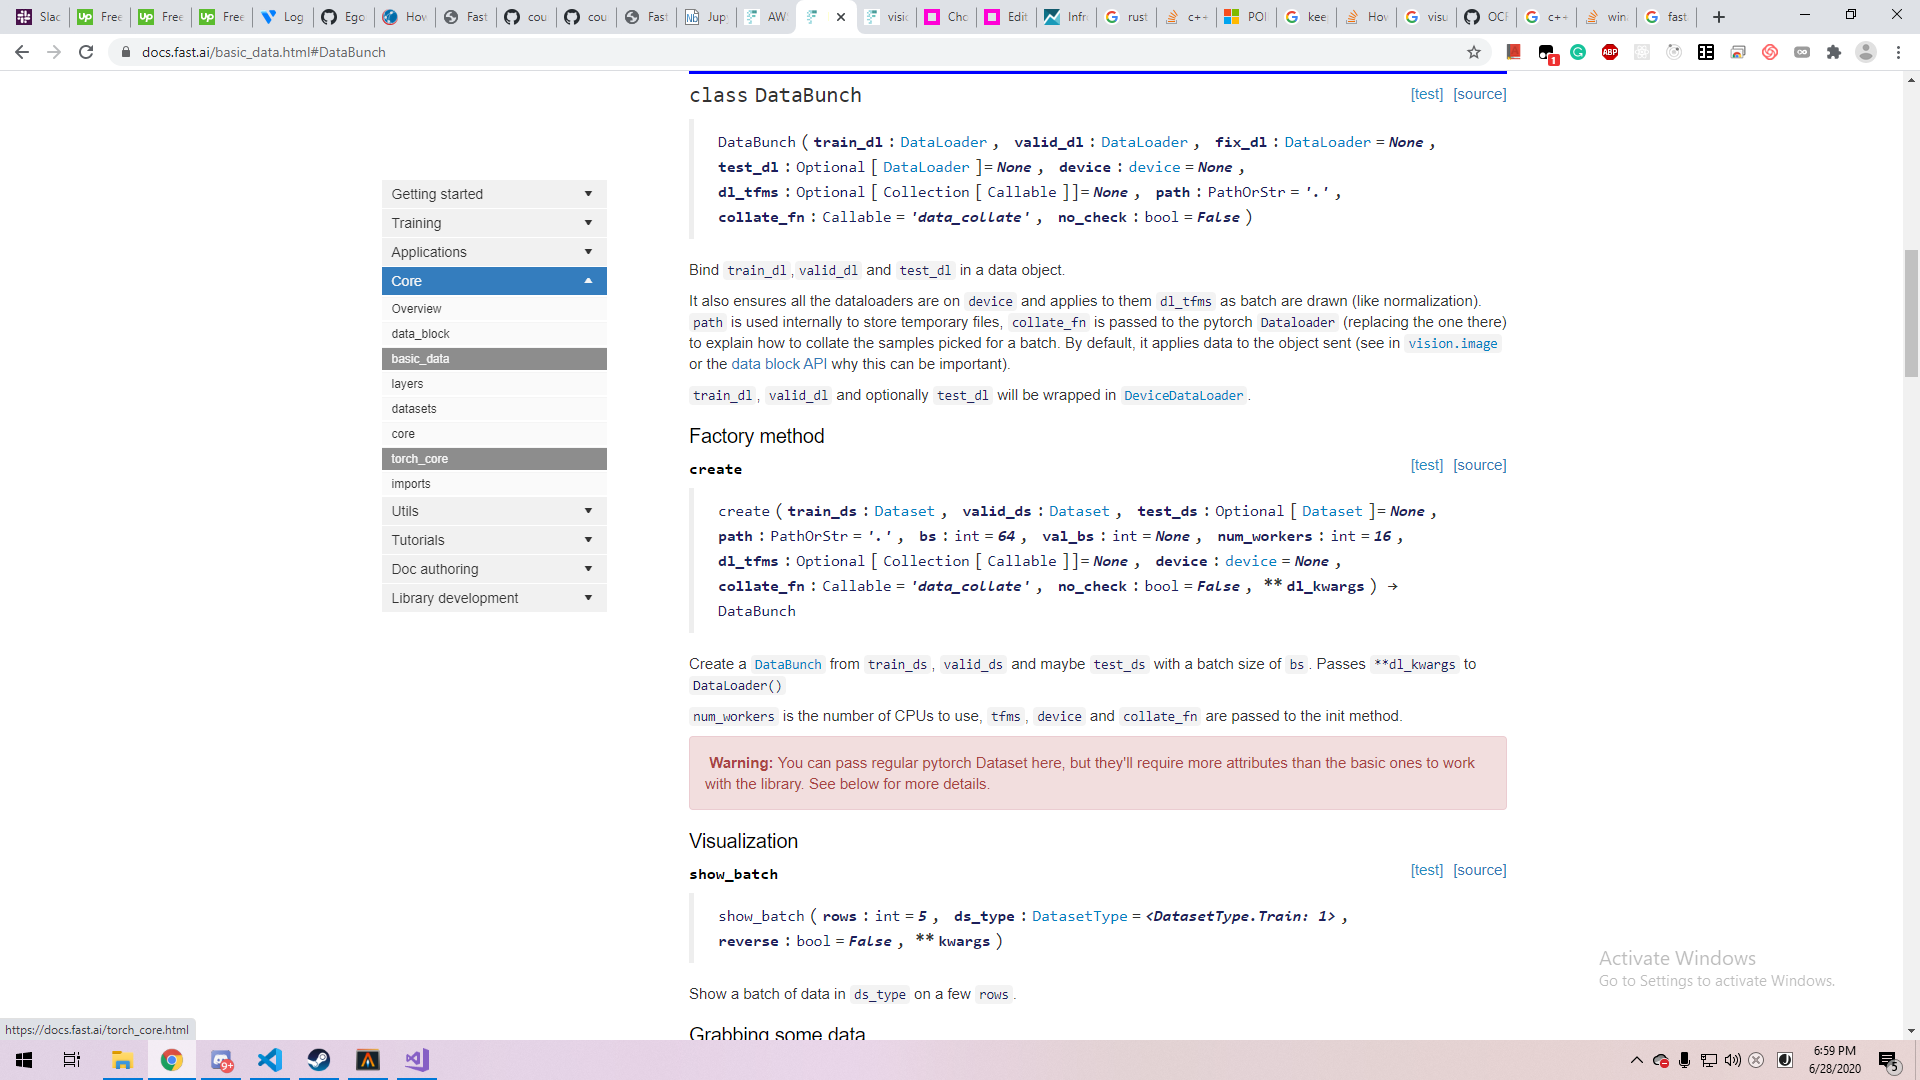 Slac
Free
Free
Free
Log
Ego
How
Fast
cou
cou
Fast
Jup
AW
visi
Cho
Edit
Infr
rust
c++
POI
kee
How
visu
OCR
c++
win
fast.
docs.fast.ai/basic_data.html#DataBunch
ABP
1
class DataBunch
[test] [source]
DataBunch ( train_dl : DataLoader , valid_dl : DataLoader , fix_dl : DataLoader = None ,
test_dl : Optional [ DataLoader ]= None , device : device = None ,
dl_tfms : Optional [ Collection [ Callable ]]= None , path : PathOrStr = '.' ,
collate_fn : Callable = 'data_collate' , no_check : bool = False )
Getting started
Training
Applications
Core
Overview
data_block
basic_data
layers
datasets
core
torch_core
imports
Utils
Tutorials
Doc authoring
Library development
Bind train_dl, valid_dl and test_dl in a data object.
It also ensures all the dataloaders are on device and applies to them dl_tfms as batch are drawn (like normalization).
path is used internally to store temporary files, collate_fn is passed to the pytorch Dataloader (replacing the one there)
to explain how to collate the samples picked for a batch. By default, it applies data to the object sent (see in vision.image
or the data block API why this can be important).
train_dl, valid_dl and optionally test_dl will be wrapped in DeviceDataLoader.
Factory method
create
[test] [source]
create ( train_ds : Dataset , valid_ds : Dataset , test_ds : Optional [ Dataset ]= None ,
path : PathOrStr = '.' , bs : int = 64 , val_bs : int = None , num_workers : int = 16 ,
dl_tfms : Optional [ Collection [ Callable ]]= None , device : device = None ,
collate_fn : Callable = 'data_collate' , no_check : bool = False , ** dl_kwargs ) →
DataBunch
Create a DataBunch from train_ds, valid_ds and maybe test_ds with a batch size of bs. Passes **dl_kwargs to
DataLoader()
num_workers is the number of CPUs to use, tfms, device and collate_fn are passed to the init method.
Warning: You can pass regular pytorch Dataset here, but they'll require more attributes than the basic ones to work
with the library. See below for more details.
Visualization
show_batch
[test] [source]
show_batch ( rows : int = 5 , ds_type : DatasetType = <DatasetType.Train: 1> ,
reverse : bool = False , ** kwargs )
Activate Windows
Go to Settings to activate Windows.
Show a batch of data in ds_type on a few rows.
Grabbing some data
https://docs.fast.ai/torch_core.html
9+
6:59 PM
6/28/2020
5